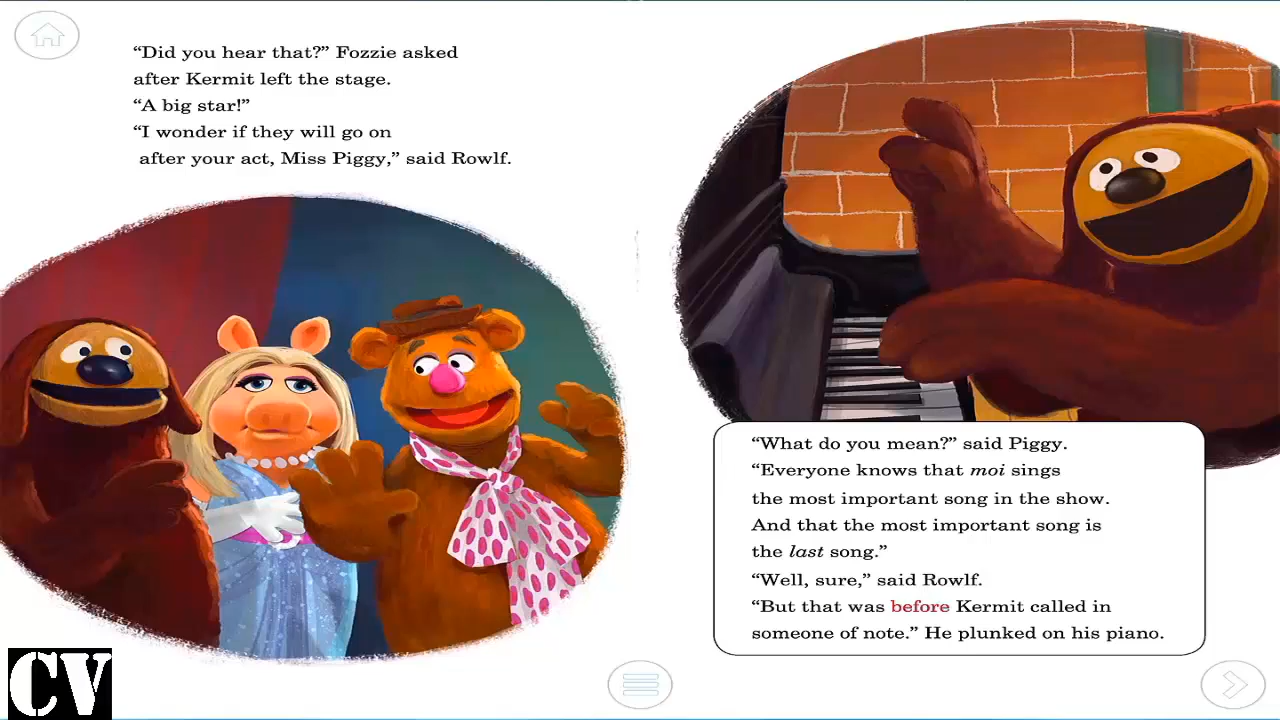 “Did you hear that?” Fozzie asked
after Kermit left the stage.
“A big star!”
“I wonder if they will go on
after your act, Miss Piggy,” said Rowlf.
“What do you mean?” said Piggy.
“Everyone knows that moi sings
the most important song in the show.
And that the most important song is
the last song.”
“Well, sure,” said Rowlf.
“But that was before Kermit called in
someone of note.” He plunked on his piano.
CV